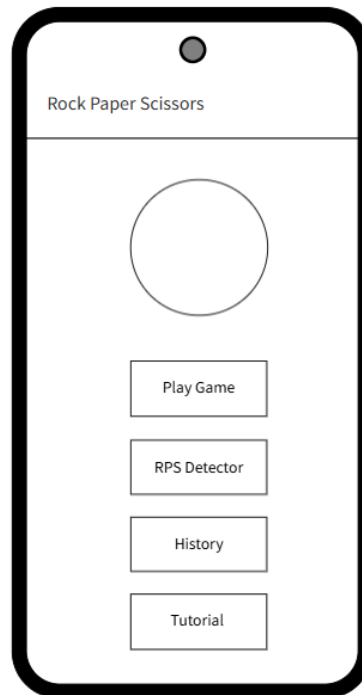 Rock Paper Scissors
Play Game
RPS Detector
History
Tutorial